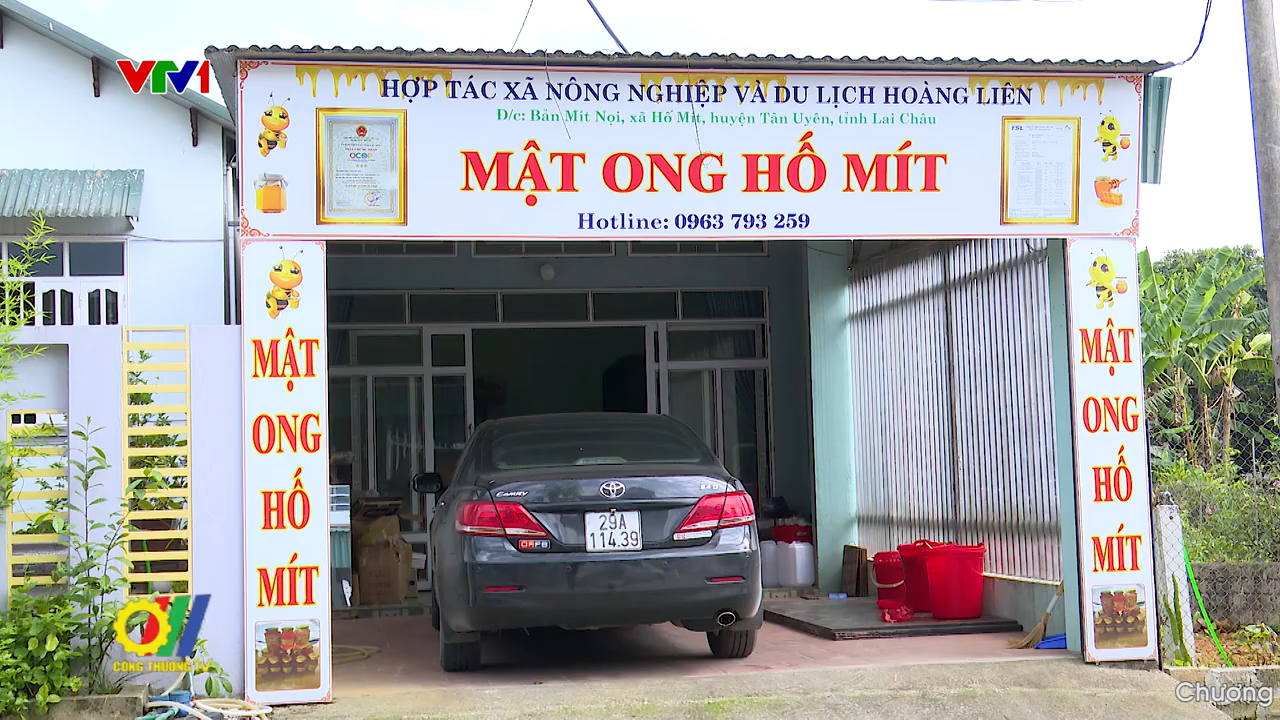 VTV1
HỢP TÁC XÃ NÔNG NGHIỆP VÀ DU LỊCH HOÀNG LIÊN
Đ/c: Bản Mít Nọi, xã Hố Mít, huyện Tân Uyên, tỉnh Lai Châu
MẬT ONG HỐ MÍT
Hotline: 0963 793 259
OCOP
TSL
MẬT
ONG
HỐ
MÍT
MẬT
ONG
HỐ
MÍT
CAMRY
29A
114.39
CÔNG THƯƠNG TV
Chương